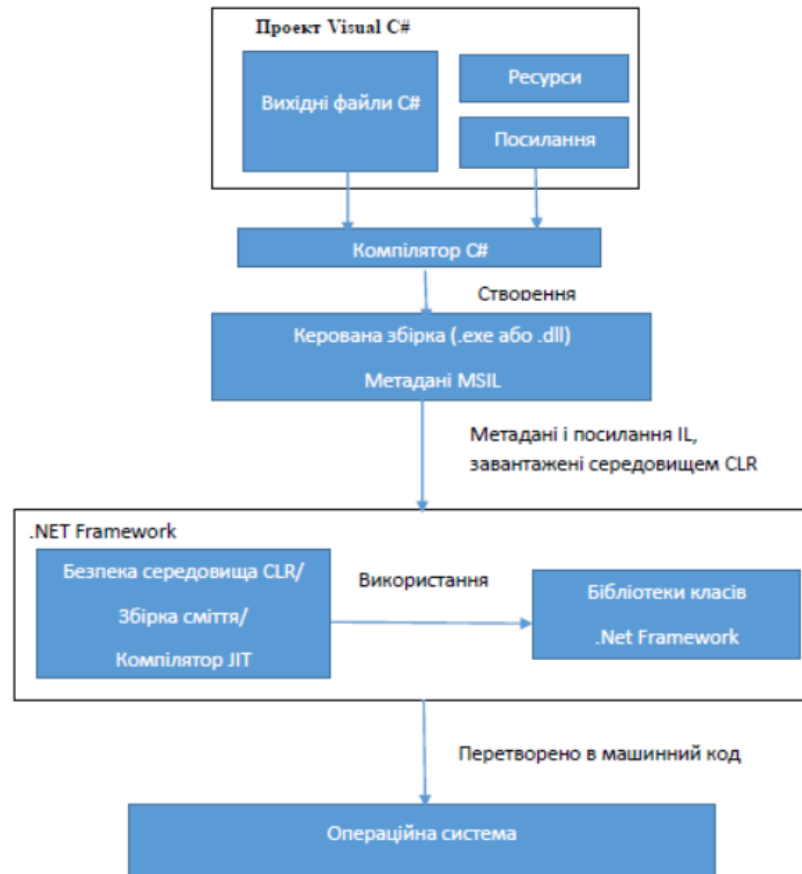 Проект Visual C#
Вихідні файли C#
Ресурси
Посилання
Компілятор C#
Створення
Керована збірка (.exe або .dll)
Метадані MSIL
Метадані і посилання IL,
завантажені середовищем CLR
.NET Framework
Безпека середовища CLR/
Збірка сміття/
Компілятор JIT
Використання
Бібліотеки класів
.Net Framework
Перетворено в машинний код
Операційна система